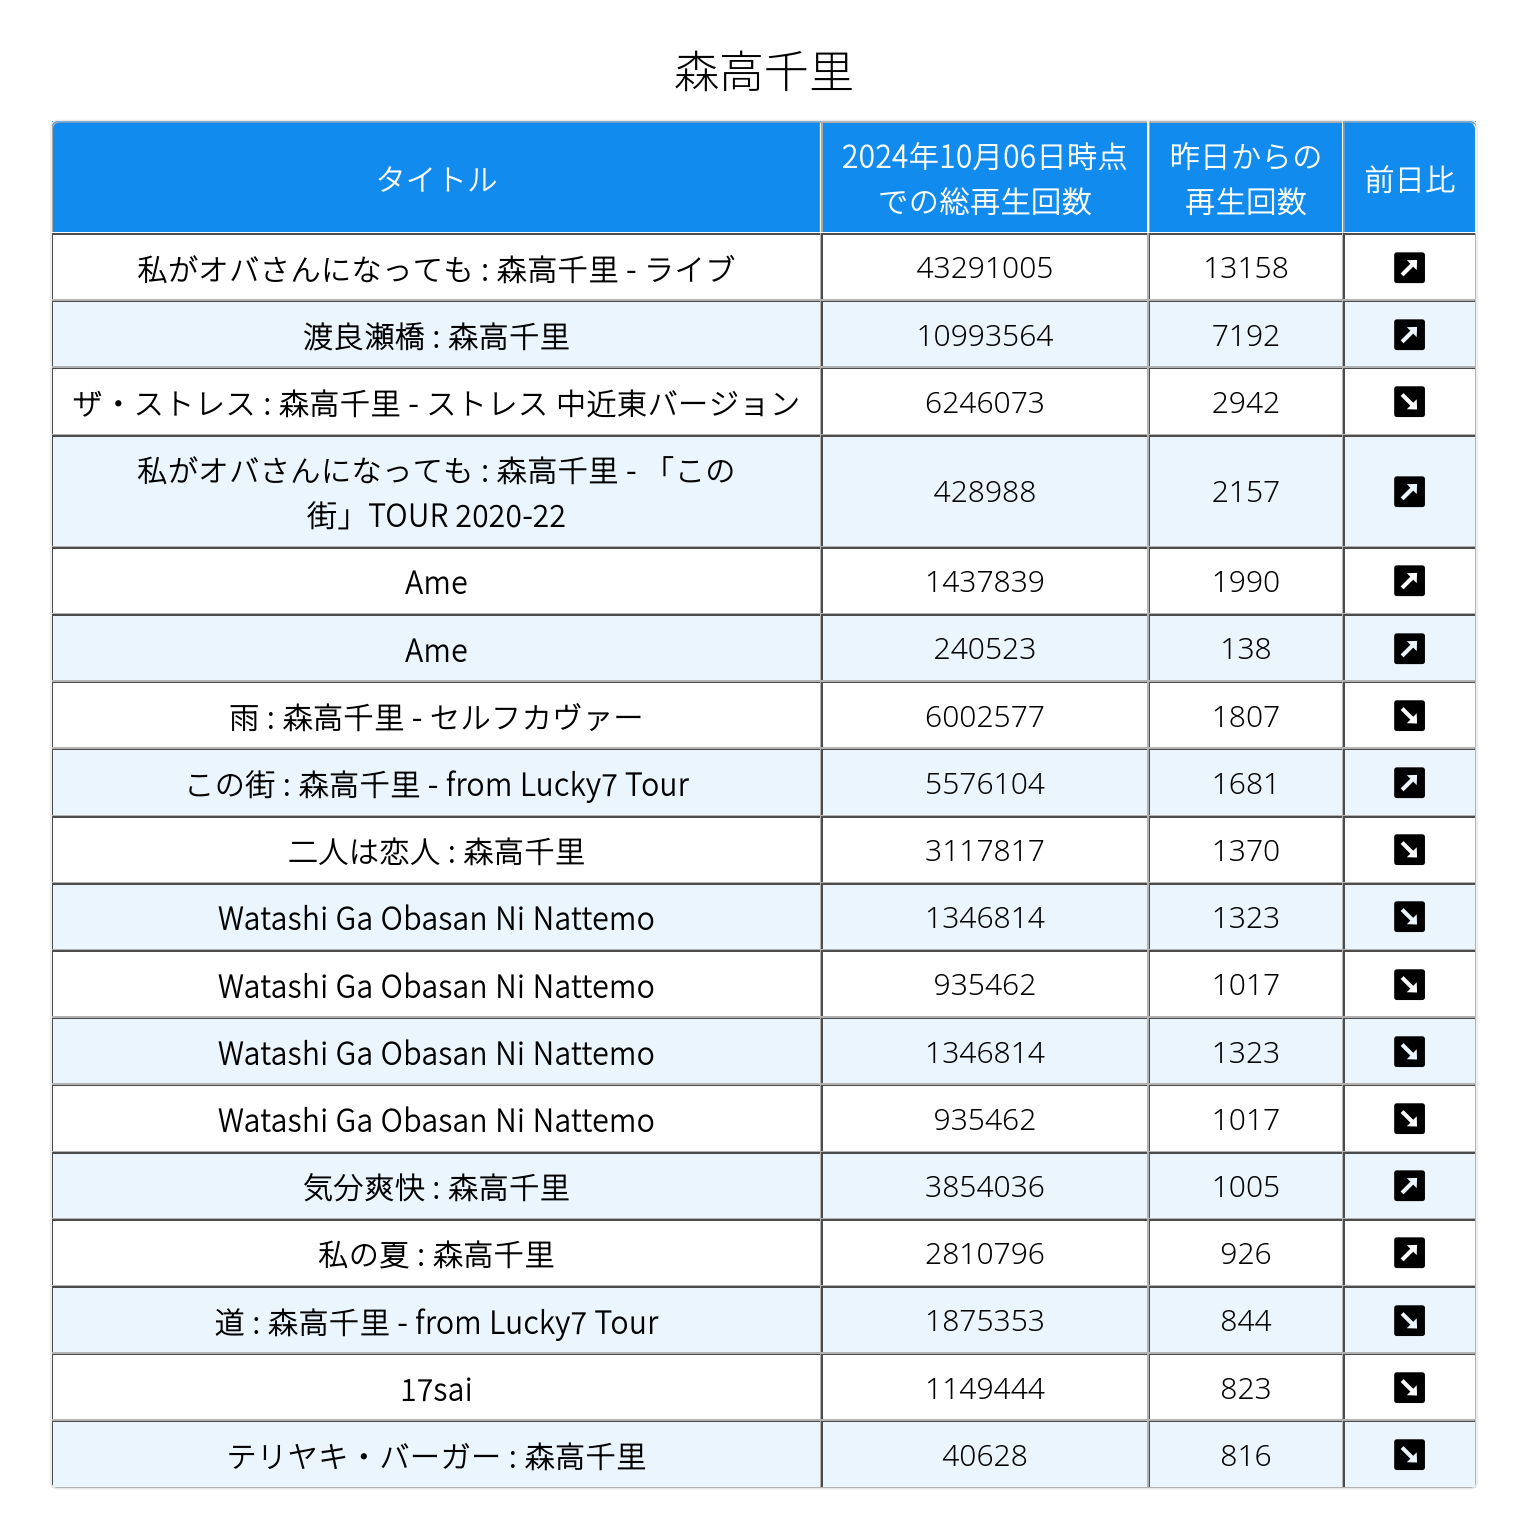 森高千里
タイトル
2024年10月06日時点
での総再生回数
昨日からの
再生回数
前日比
私がオバさんになっても : 森高千里 - ライブ 43291005 13158
渡良瀬橋 : 森高千里 10993564 7192
ザ・ストレス : 森高千里 - ストレス 中近東バージョン 6246073 2942
私がオバさんになっても : 森高千里 - 「この
街」TOUR 2020-22 428988 2157
Ame 1437839 1990
Ame 240523 138
雨 : 森高千里 - セルフカヴァー 6002577 1807
この街 : 森高千里 - from Lucky7 Tour 5576104 1681
二人は恋人 : 森高千里 3117817 1370
Watashi Ga Obasan Ni Nattemo 1346814 1323
Watashi Ga Obasan Ni Nattemo 935462 1017
Watashi Ga Obasan Ni Nattemo 1346814 1323
Watashi Ga Obasan Ni Nattemo 935462 1017
気分爽快 : 森高千里 3854036 1005
私の夏 : 森高千里 2810796 926
道 : 森高千里 - from Lucky7 Tour 1875353 844
17sai 1149444 823
テリヤキ・バーガー : 森高千里 40628 816